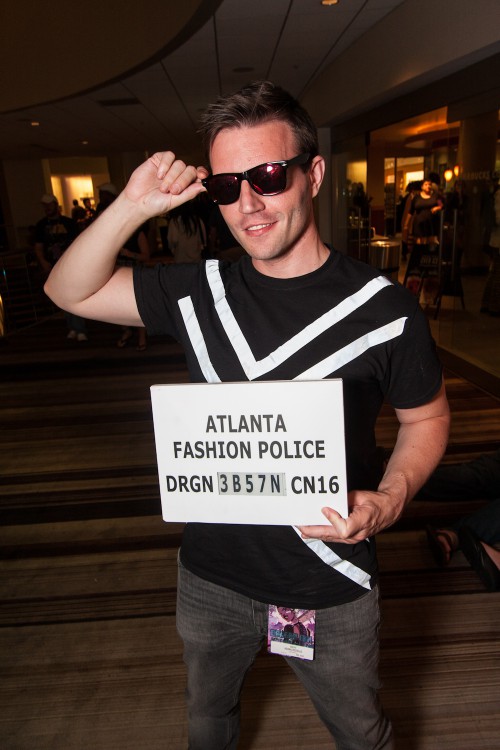 ATLANTA
FASHION POLICE
DRGN 3B57N CN16